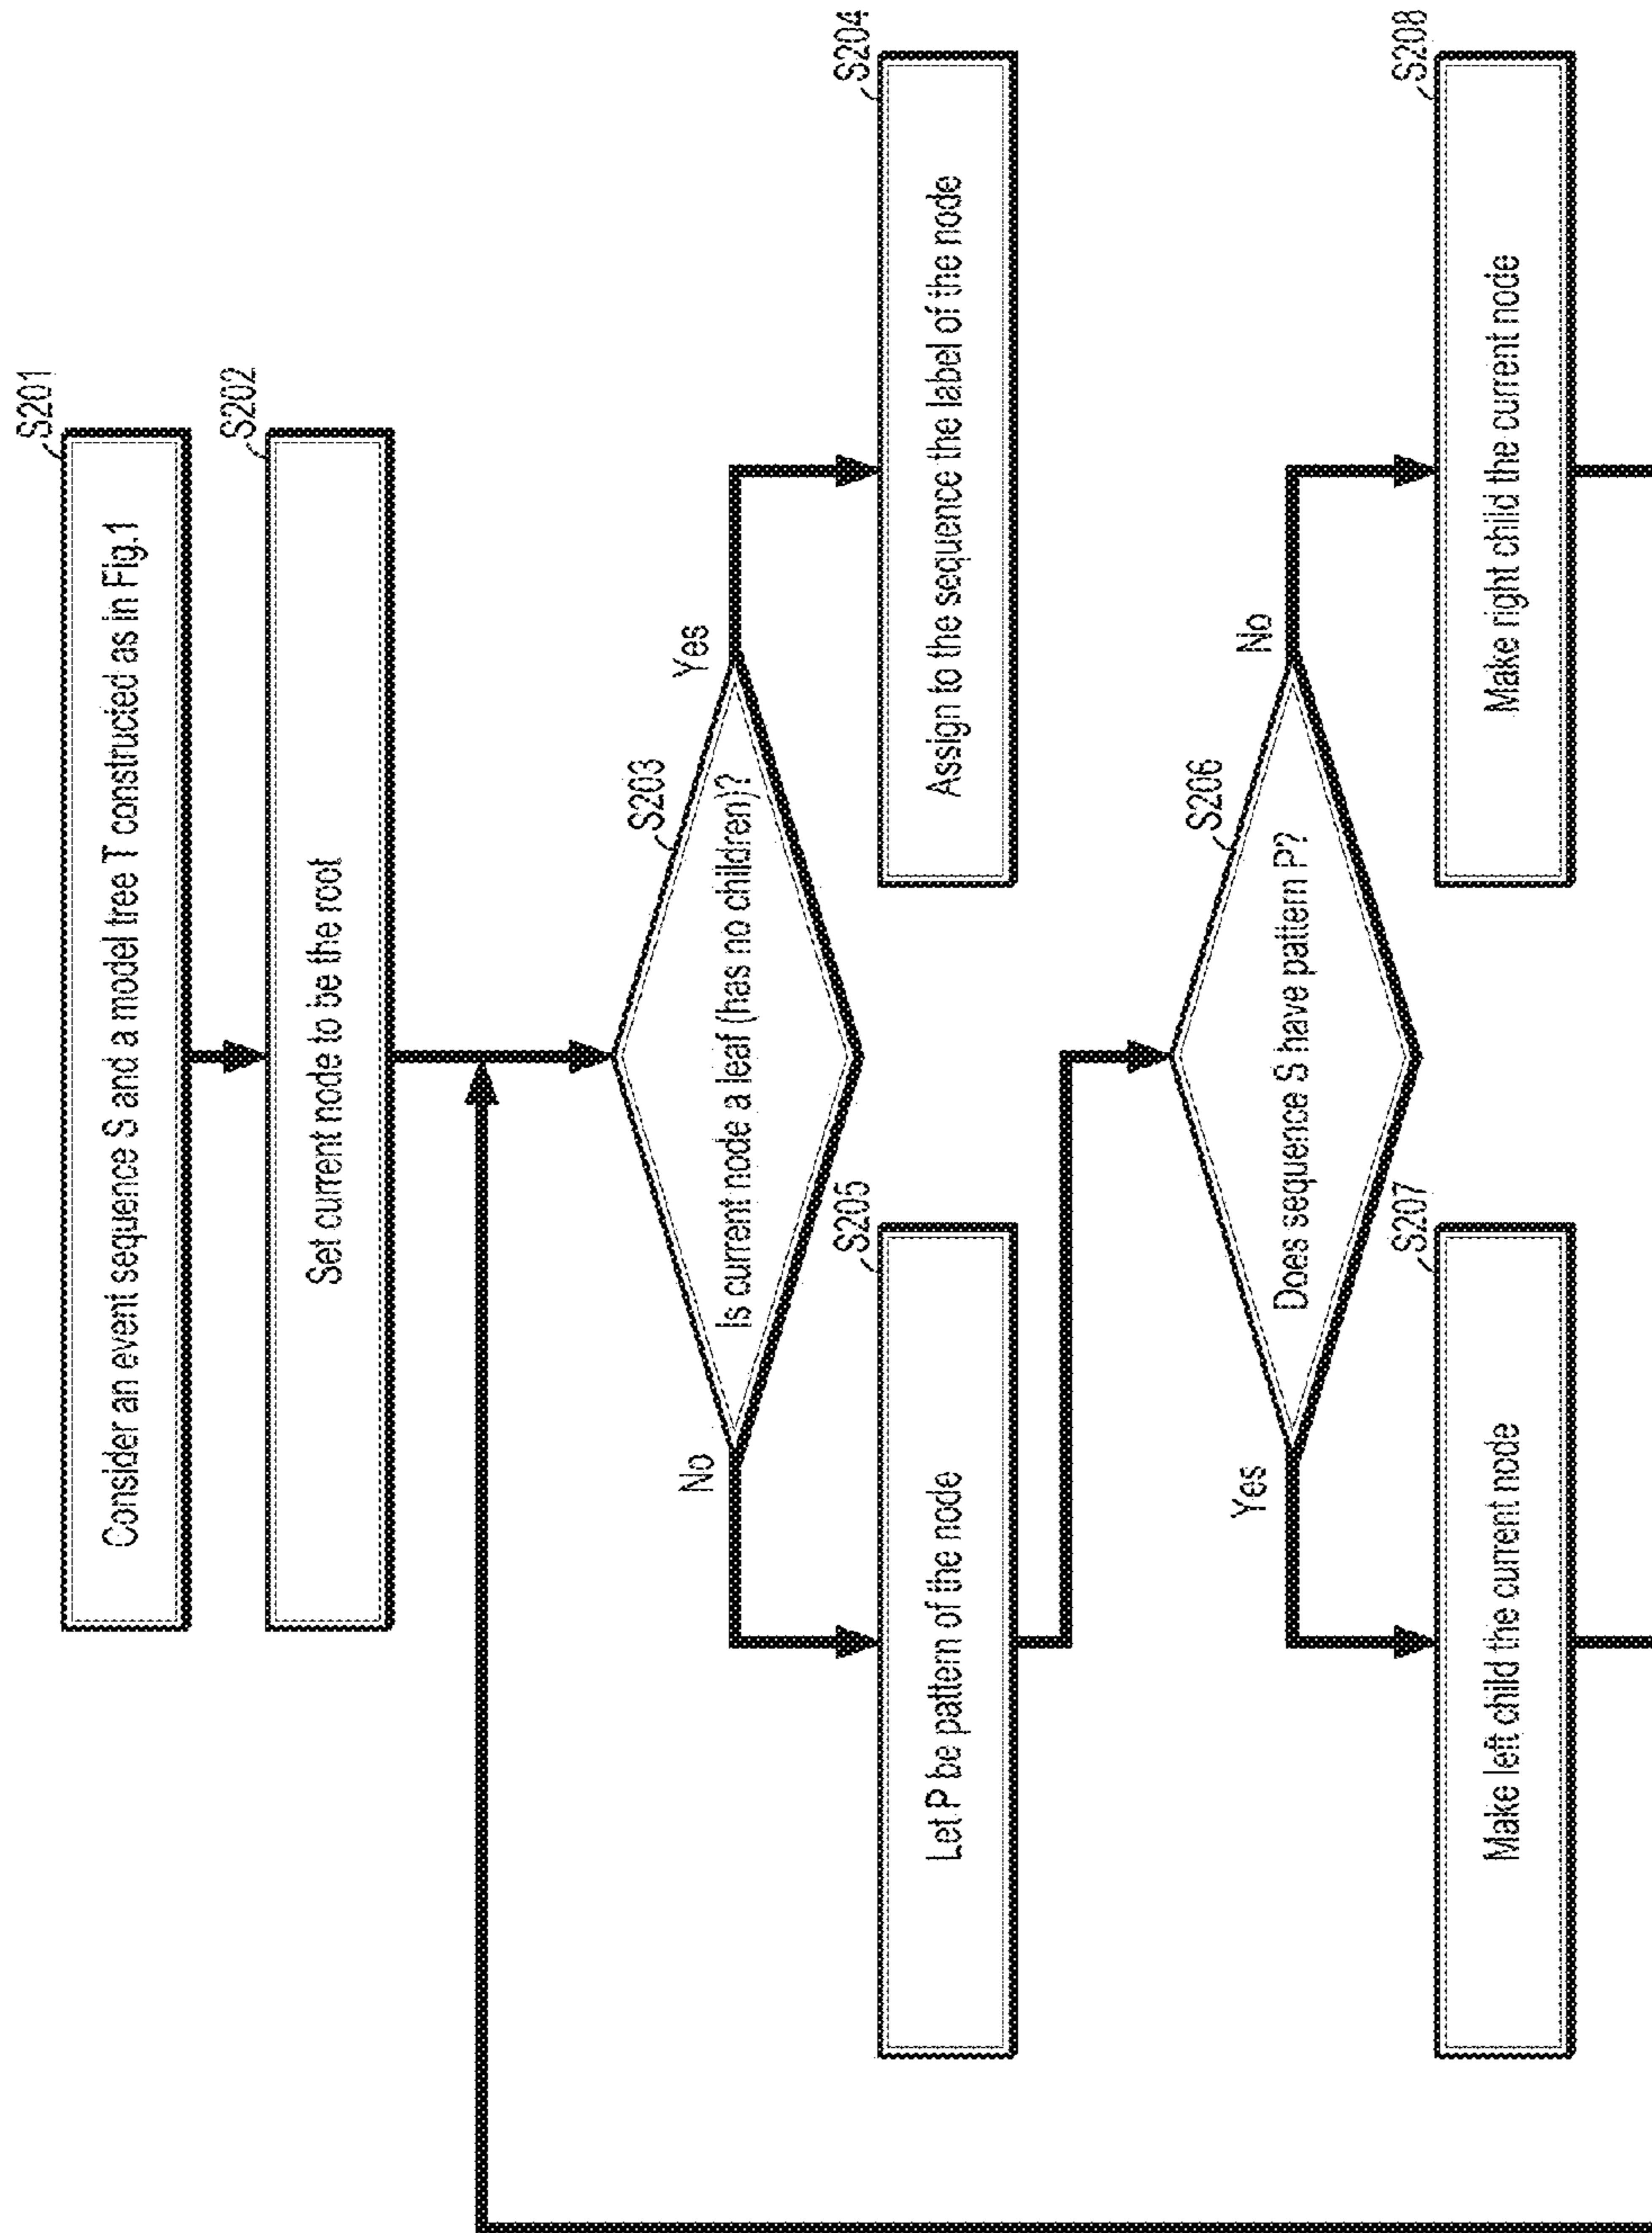 S201
Consider an event sequence S and a model tree T constructed as in Fig.1
S202
Set current node to be the root
S203
Is current node a leaf (has no children)?
No
Yes
S205
Let P be pattern of the node
S204
Assign to the sequence the label of the node
S206
Does sequence S have pattern P?
Yes
No
S207
Make left child the current node
S208
Make right child the current node